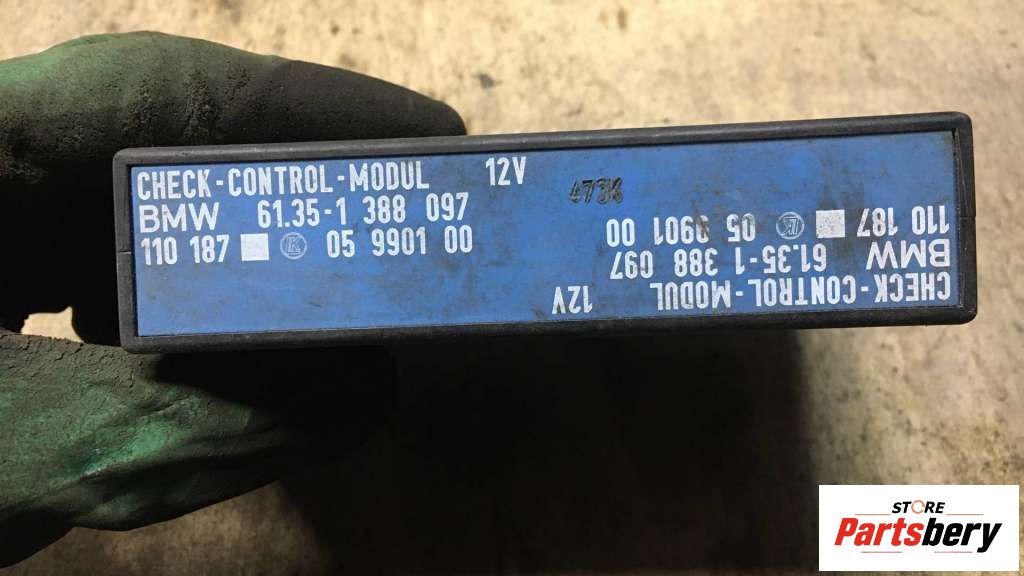 CHECK-CONTROL-MODUL 12V
BMW 61.35-1 388 097
110 187 K 05 9901 00
473K
CHECK-CONTROL-MODUL 12V
BMW 61.35-1 388 097
110 187 K 05 9901 00
STORE
Partsbery